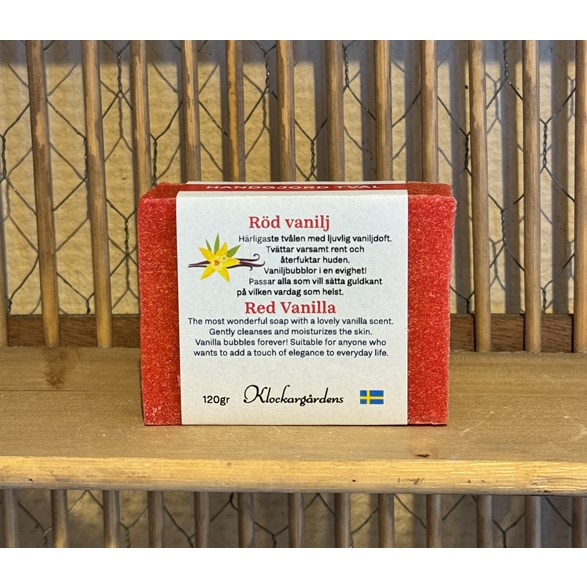 HANDGJORD TVÅL
Röd vanilj
Härligaste tvålen med ljuvlig vaniljdoft.
Tvättar varsamt rent och
återfuktar huden.
Vaniljbubblor i en evighet!
Passar alla som vill sätta guldkant
på vilken vardag som helst.
Red Vanilla
The most wonderful soap with a lovely vanilla scent.
Gently cleanses and moisturizes the skin.
Vanilla bubbles forever! Suitable for anyone who
wants to add a touch of elegance to everyday life.
120gr Klockargårdens